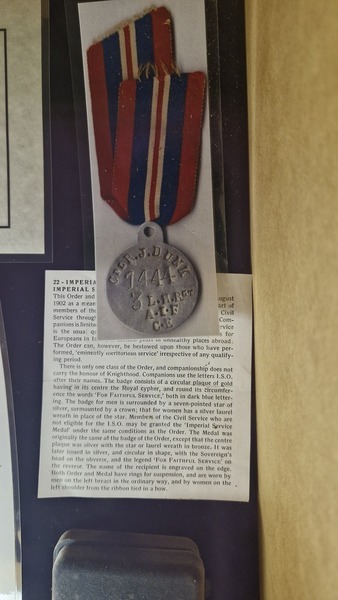 7441
3 L.H.RGT
A.I.F
C.E
22 - IMPERIA
IMPERIAL S
This Order and
ugust
1902 as a mean
art of
members of th
Civil
Service throug
Com-
panions is limite
rvice
is the usual q
s for
Europeans in
years in unhealthy places abroad.
The Order can, however, be bestowed upon those who have per-
formed, 'eminently meritorious service' irrespective of any qualify-
ing period.
There is only one class of the Order, and companionship does not
carry the honour of Knighthood. Companions use the letters I.S.O.
after their names. The badge consists of a circular plaque of gold
having in its centre the Royal cypher, and round its circumfer-
ence the words 'FOR FAITHFUL SERVICE', both in dark blue letter-
ing. The badge for men is surrounded by a seven-pointed star of
silver, surmounted by a crown; that for women has a silver laurel
wreath in place of the star. Members of the Civil Service who are
not eligible for the I.S.O. may be granted the 'Imperial Service
Medal' under the same conditions as the Order. The Medal was
originally the same as the badge of the Order, except that the centre
plaque was silver with the star or laurel wreath in bronze. It was
later issued in silver, and circular in shape, with the Sovereign's
head on the obverse, and the legend 'FOR FAITHFUL SERVICE' on
the reverse. The name of the recipient is engraved on the edge.
Both Order and Medal have rings for suspension, and are worn by
men on the left breast in the ordinary way, and by women on the
left shoulder from the ribbon tied in a bow.